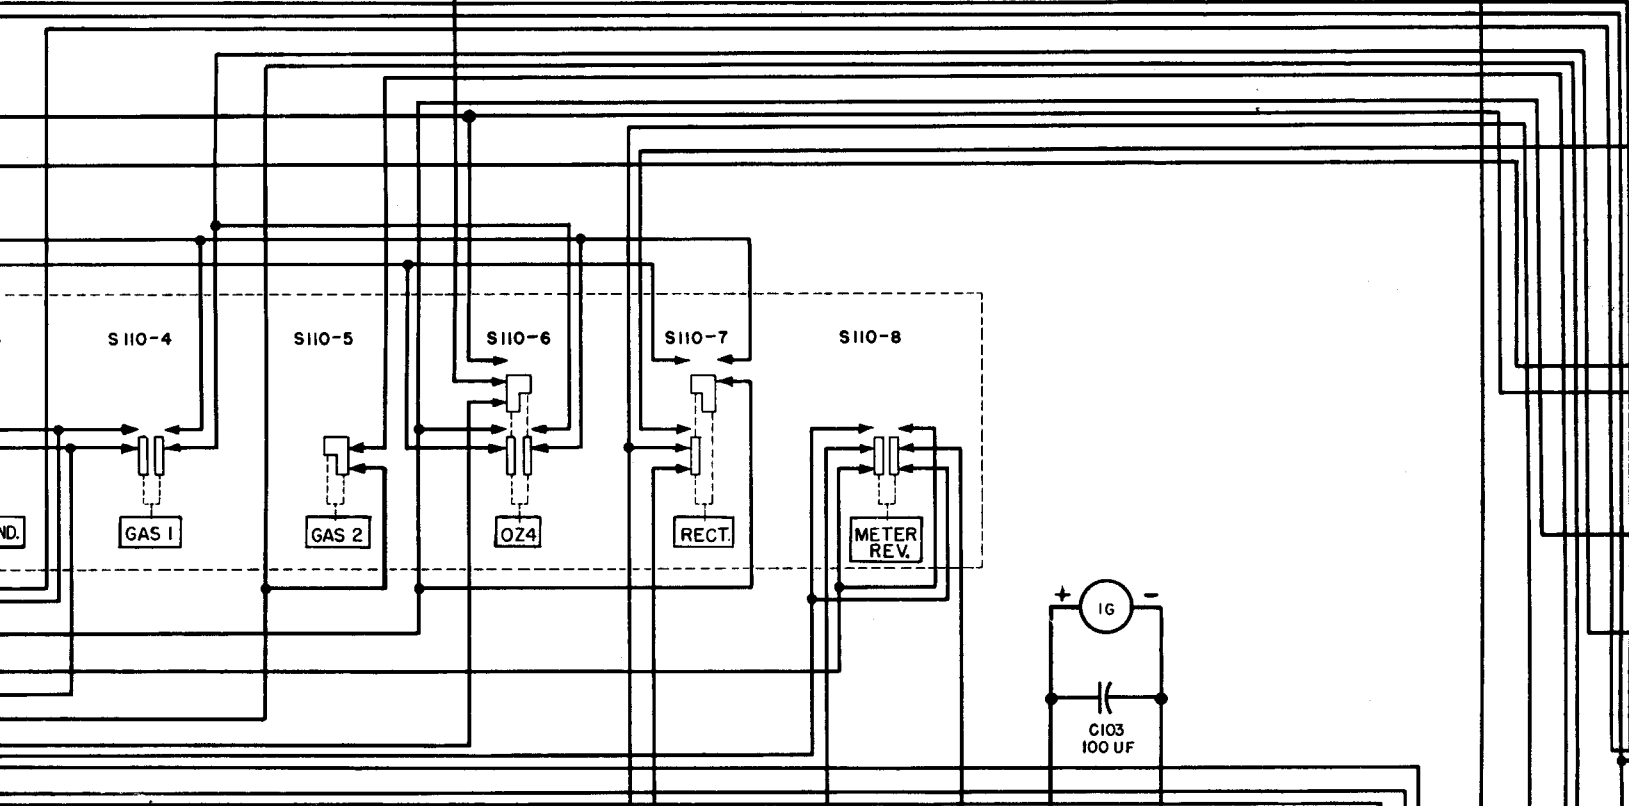 S110-4
S110-5
S110-6
S110-7
S110-8
ND.
GAS 1
GAS 2
OZ4
RECT.
METER
REV.
+
1G
-
C103
100 UF